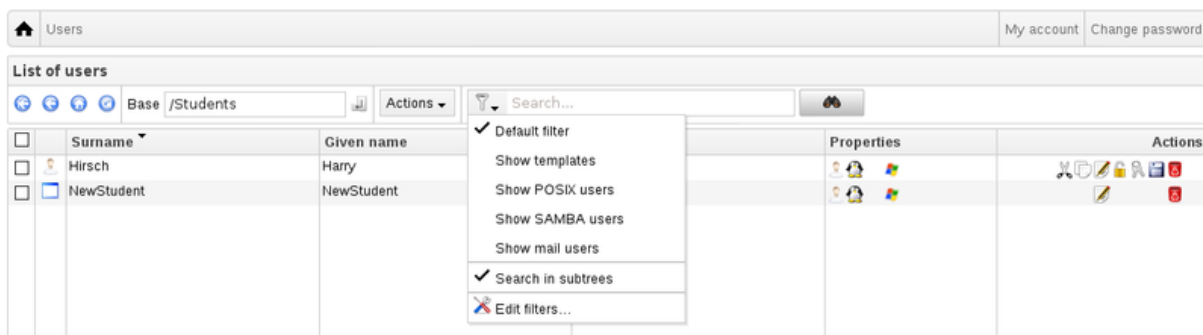 Users My account Change password
List of users
Base /Students Actions Search...
Surname Given name Properties Actions
Default filter
Show templates
Hirsch Harry
Show POSIX users
NewStudent NewStudent
Show SAMBA users
Show mail users
Search in subtrees
Edit filters...